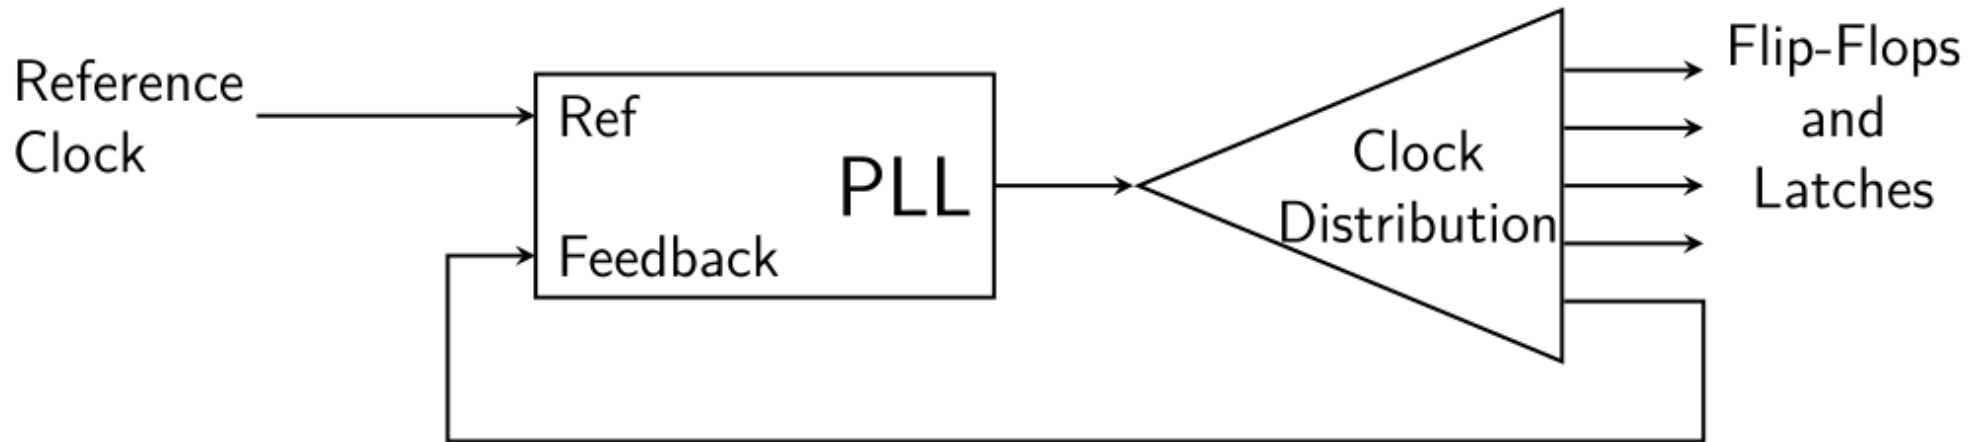 Reference
Clock
Ref
PLL
Feedback
Clock
Distribution
Flip-Flops
and
Latches